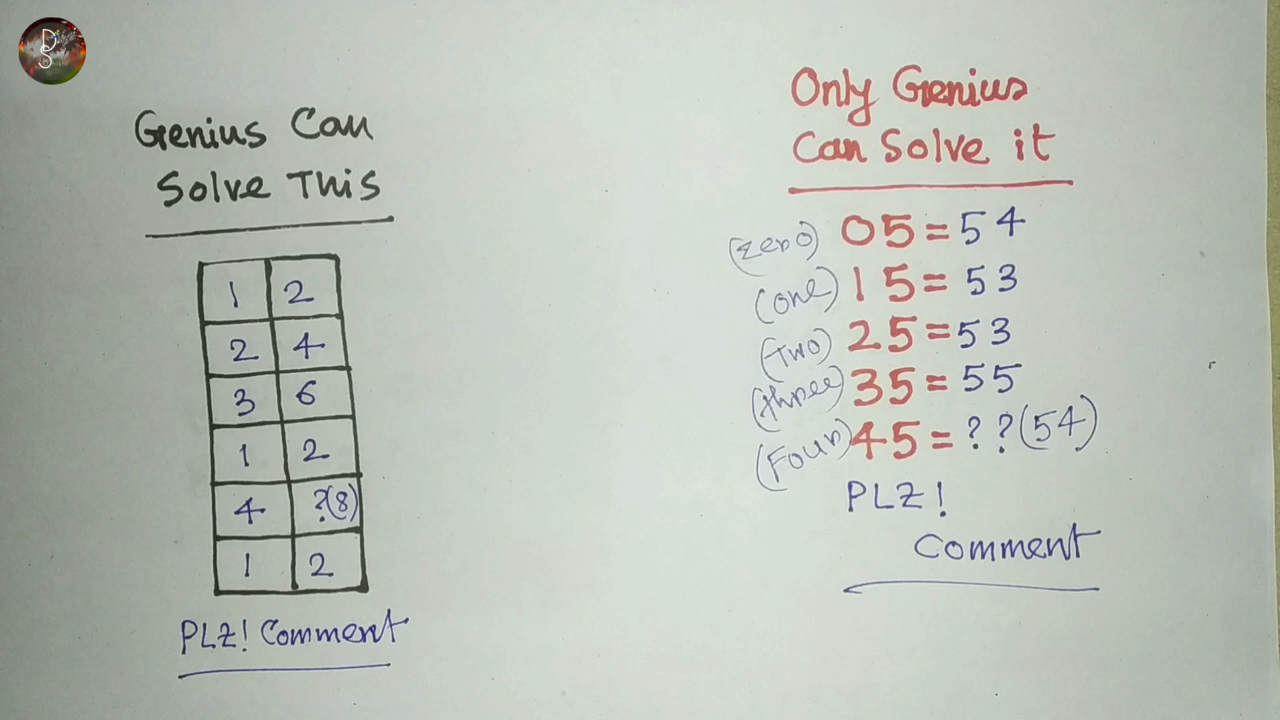 Genius Can
Solve This
1 2
2 4
3 6
1 2
4 ?(8)
1 2
PLZ! Comment
Only Genius
Can Solve it
(zero) 05=54
(one) 15=53
(Two) 25=53
(three) 35=55
(Four) 45=??(54)
PLZ!
Comment